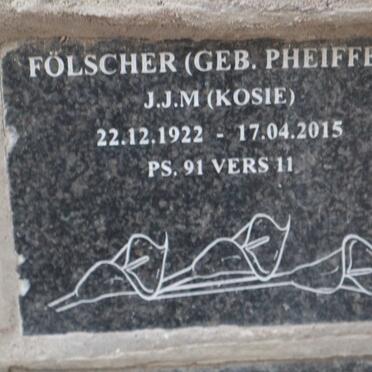 FÖLSCHER (GEB. PHEIFFE
J.J.M (KOSIE)
22.12.1922 - 17.04.2015
PS. 91 VERS 11